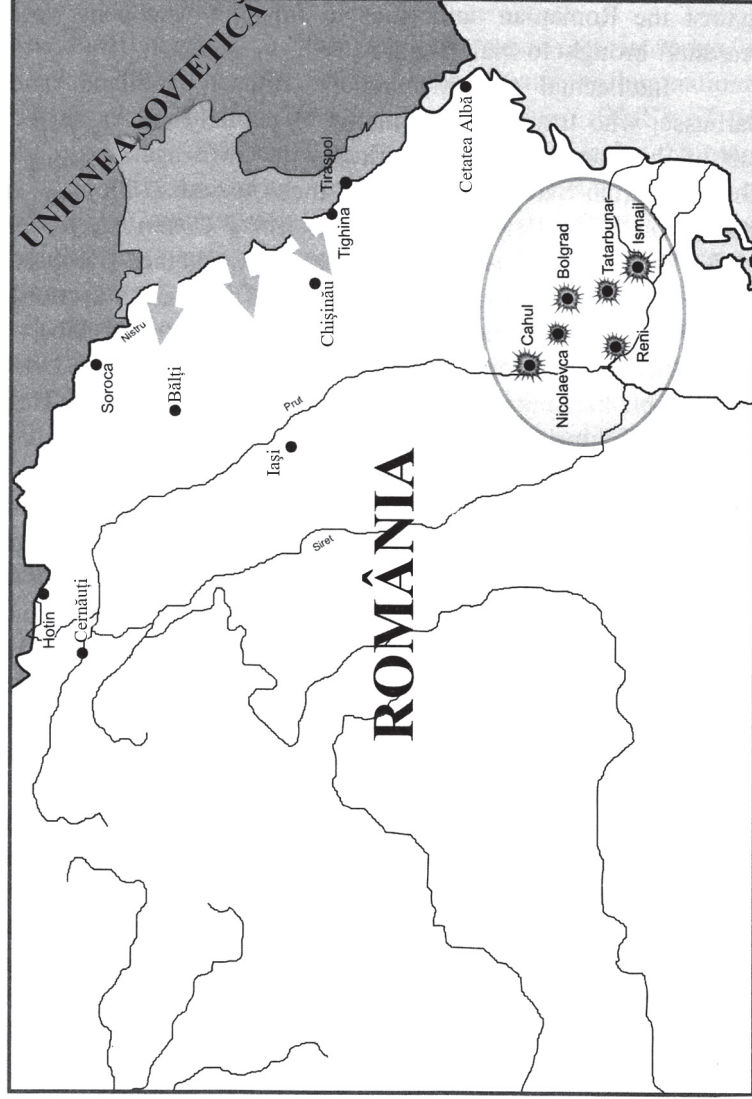 UNIUNEA SOVIETICĂ
Hotin
Cernăuți
Soroca
Nistru
Bălți
Tiraspol
Tighina
Chișinău
Cetatea Albă
Prut
Iași
Siret
ROMÂNIA
Cahul
Bolgrad
Tatarbunar
Ismail
Nicolaevca
Reni